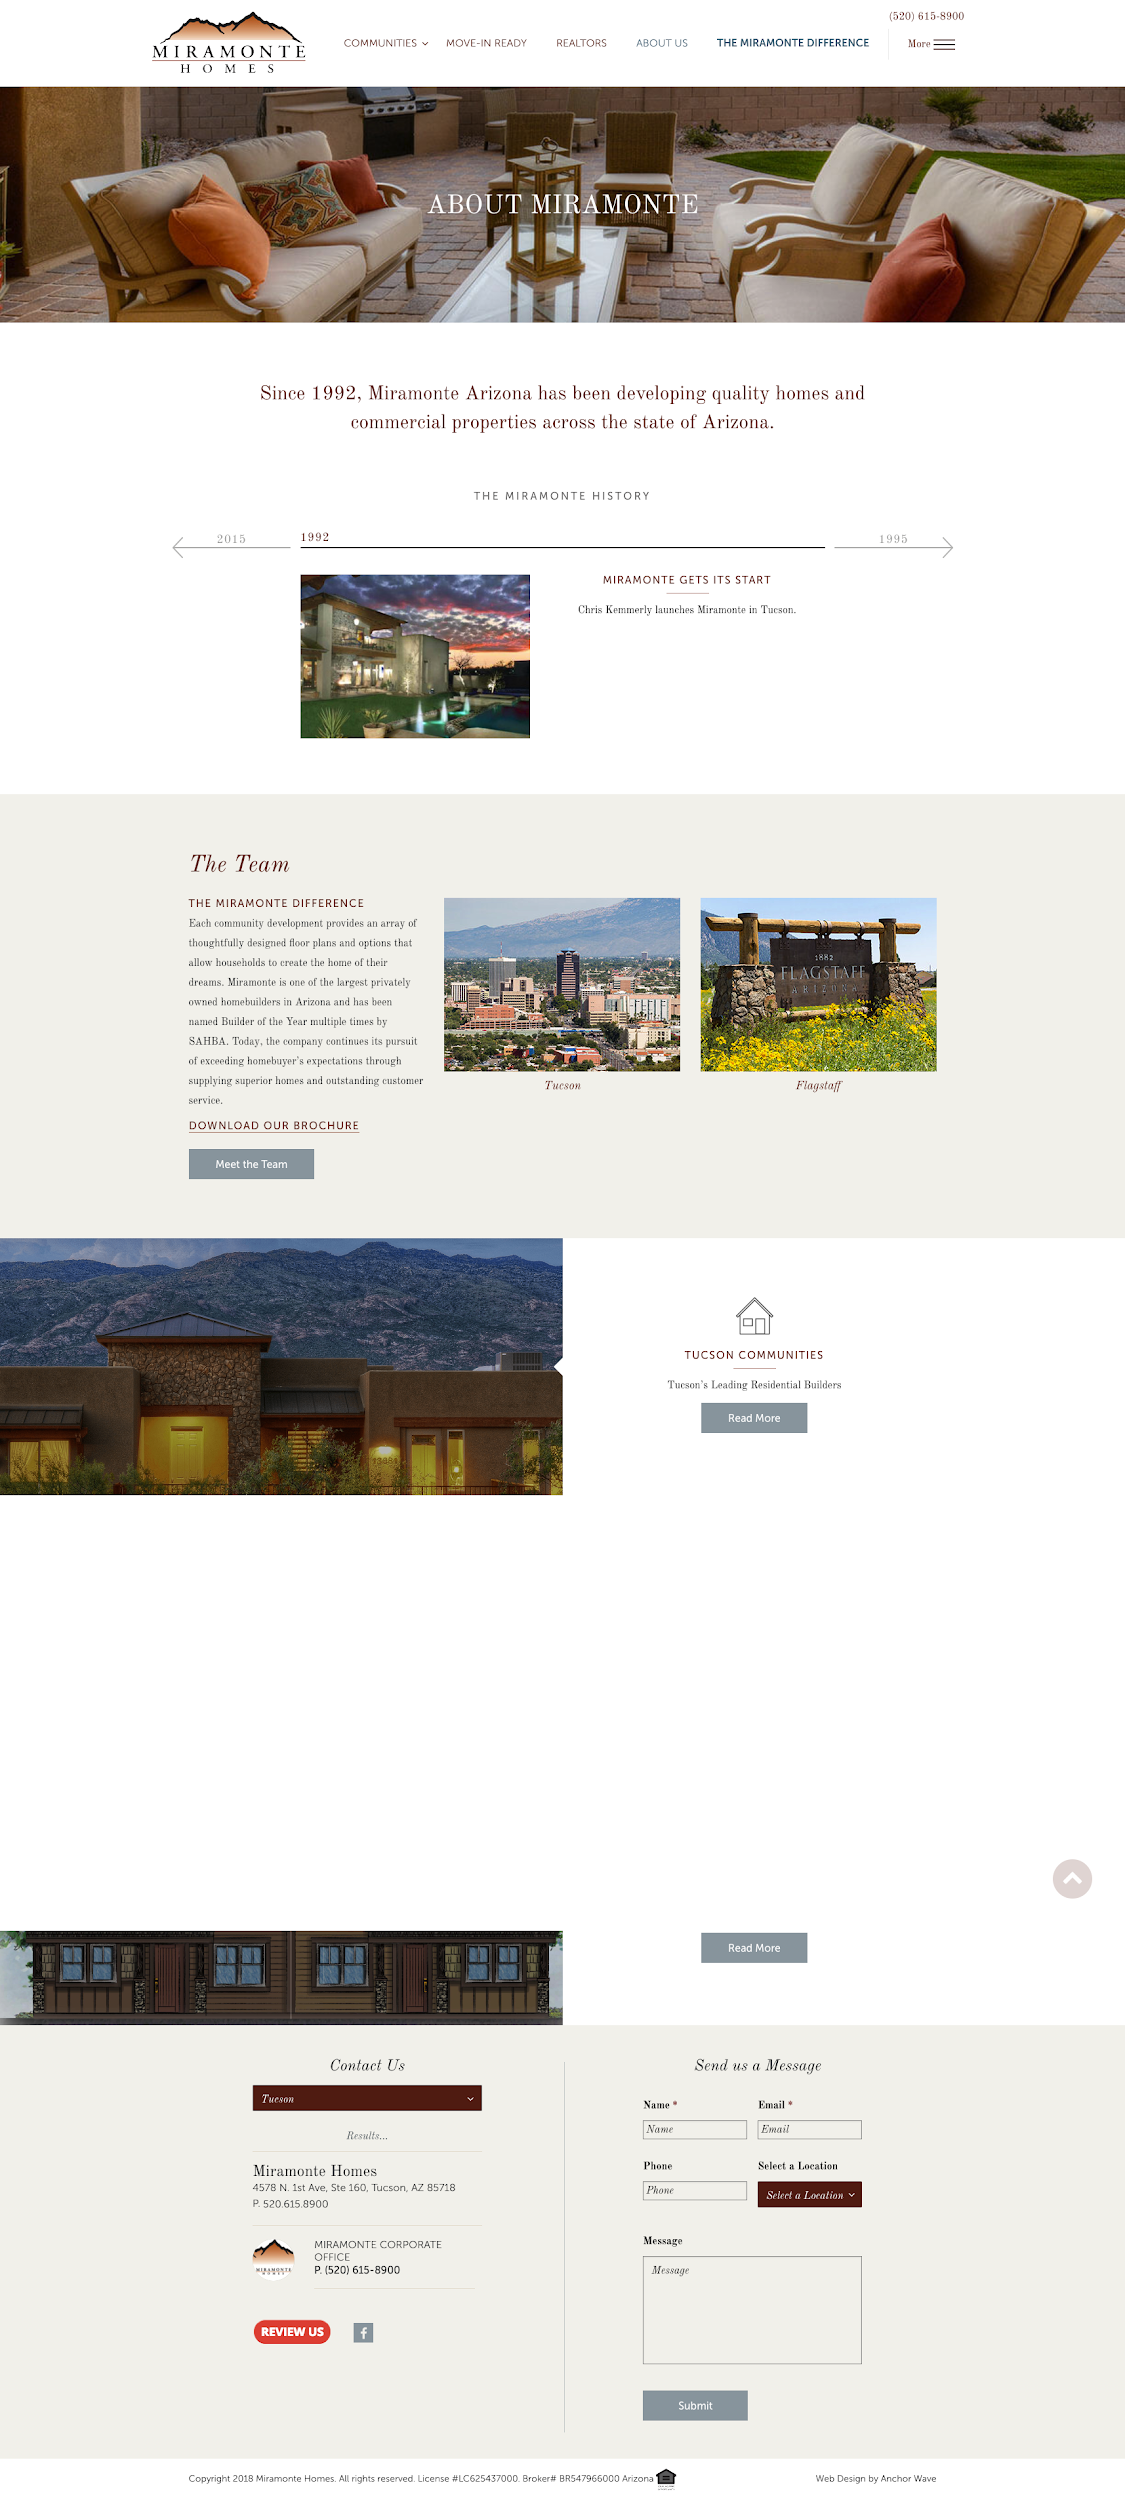 (520) 615-8900
MIRAMONTE
HOMES
COMMUNITIES
MOVE-IN READY
REALTORS
ABOUT US
THE MIRAMONTE DIFFERENCE
More
ABOUT MIRAMONTE
Since 1992, Miramonte Arizona has been developing quality homes and
commercial properties across the state of Arizona.
THE MIRAMONTE HISTORY
2015
1992
1995
MIRAMONTE GETS ITS START
Chris Kemmerly launches Miramonte in Tucson.
The Team
THE MIRAMONTE DIFFERENCE
Each community development provides an array of
thoughtfully designed floor plans and options that
allow households to create the home of their
dreams. Miramonte is one of the largest privately
owned homebuilders in Arizona and has been
named Builder of the Year multiple times by
SAHBA. Today, the company continues its pursuit
of exceeding homebuyer's expectations through
supplying superior homes and outstanding customer
service.
DOWNLOAD OUR BROCHURE
Meet the Team
Tucson
1882
FLAGSTAFF
ARIZONA
Flagstaff
TUCSON COMMUNITIES
Tucson's Leading Residential Builders
Read More
Read More
Contact Us
Tucson
Results...
Miramonte Homes
4578 N. 1st Ave, Ste 160, Tucson, AZ 85718
P. 520.615.8900
MIRAMONTE
HOMES
MIRAMONTE CORPORATE
OFFICE
P. (520) 615-8900
REVIEW US
Send us a Message
Name *
Email *
Name
Email
Phone
Select a Location
Phone
Select a Location
Message
Message
Submit
Copyright 2018 Miramonte Homes. All rights reserved. License #LC625437000. Broker# BR547966000 Arizona
Web Design by Anchor Wave